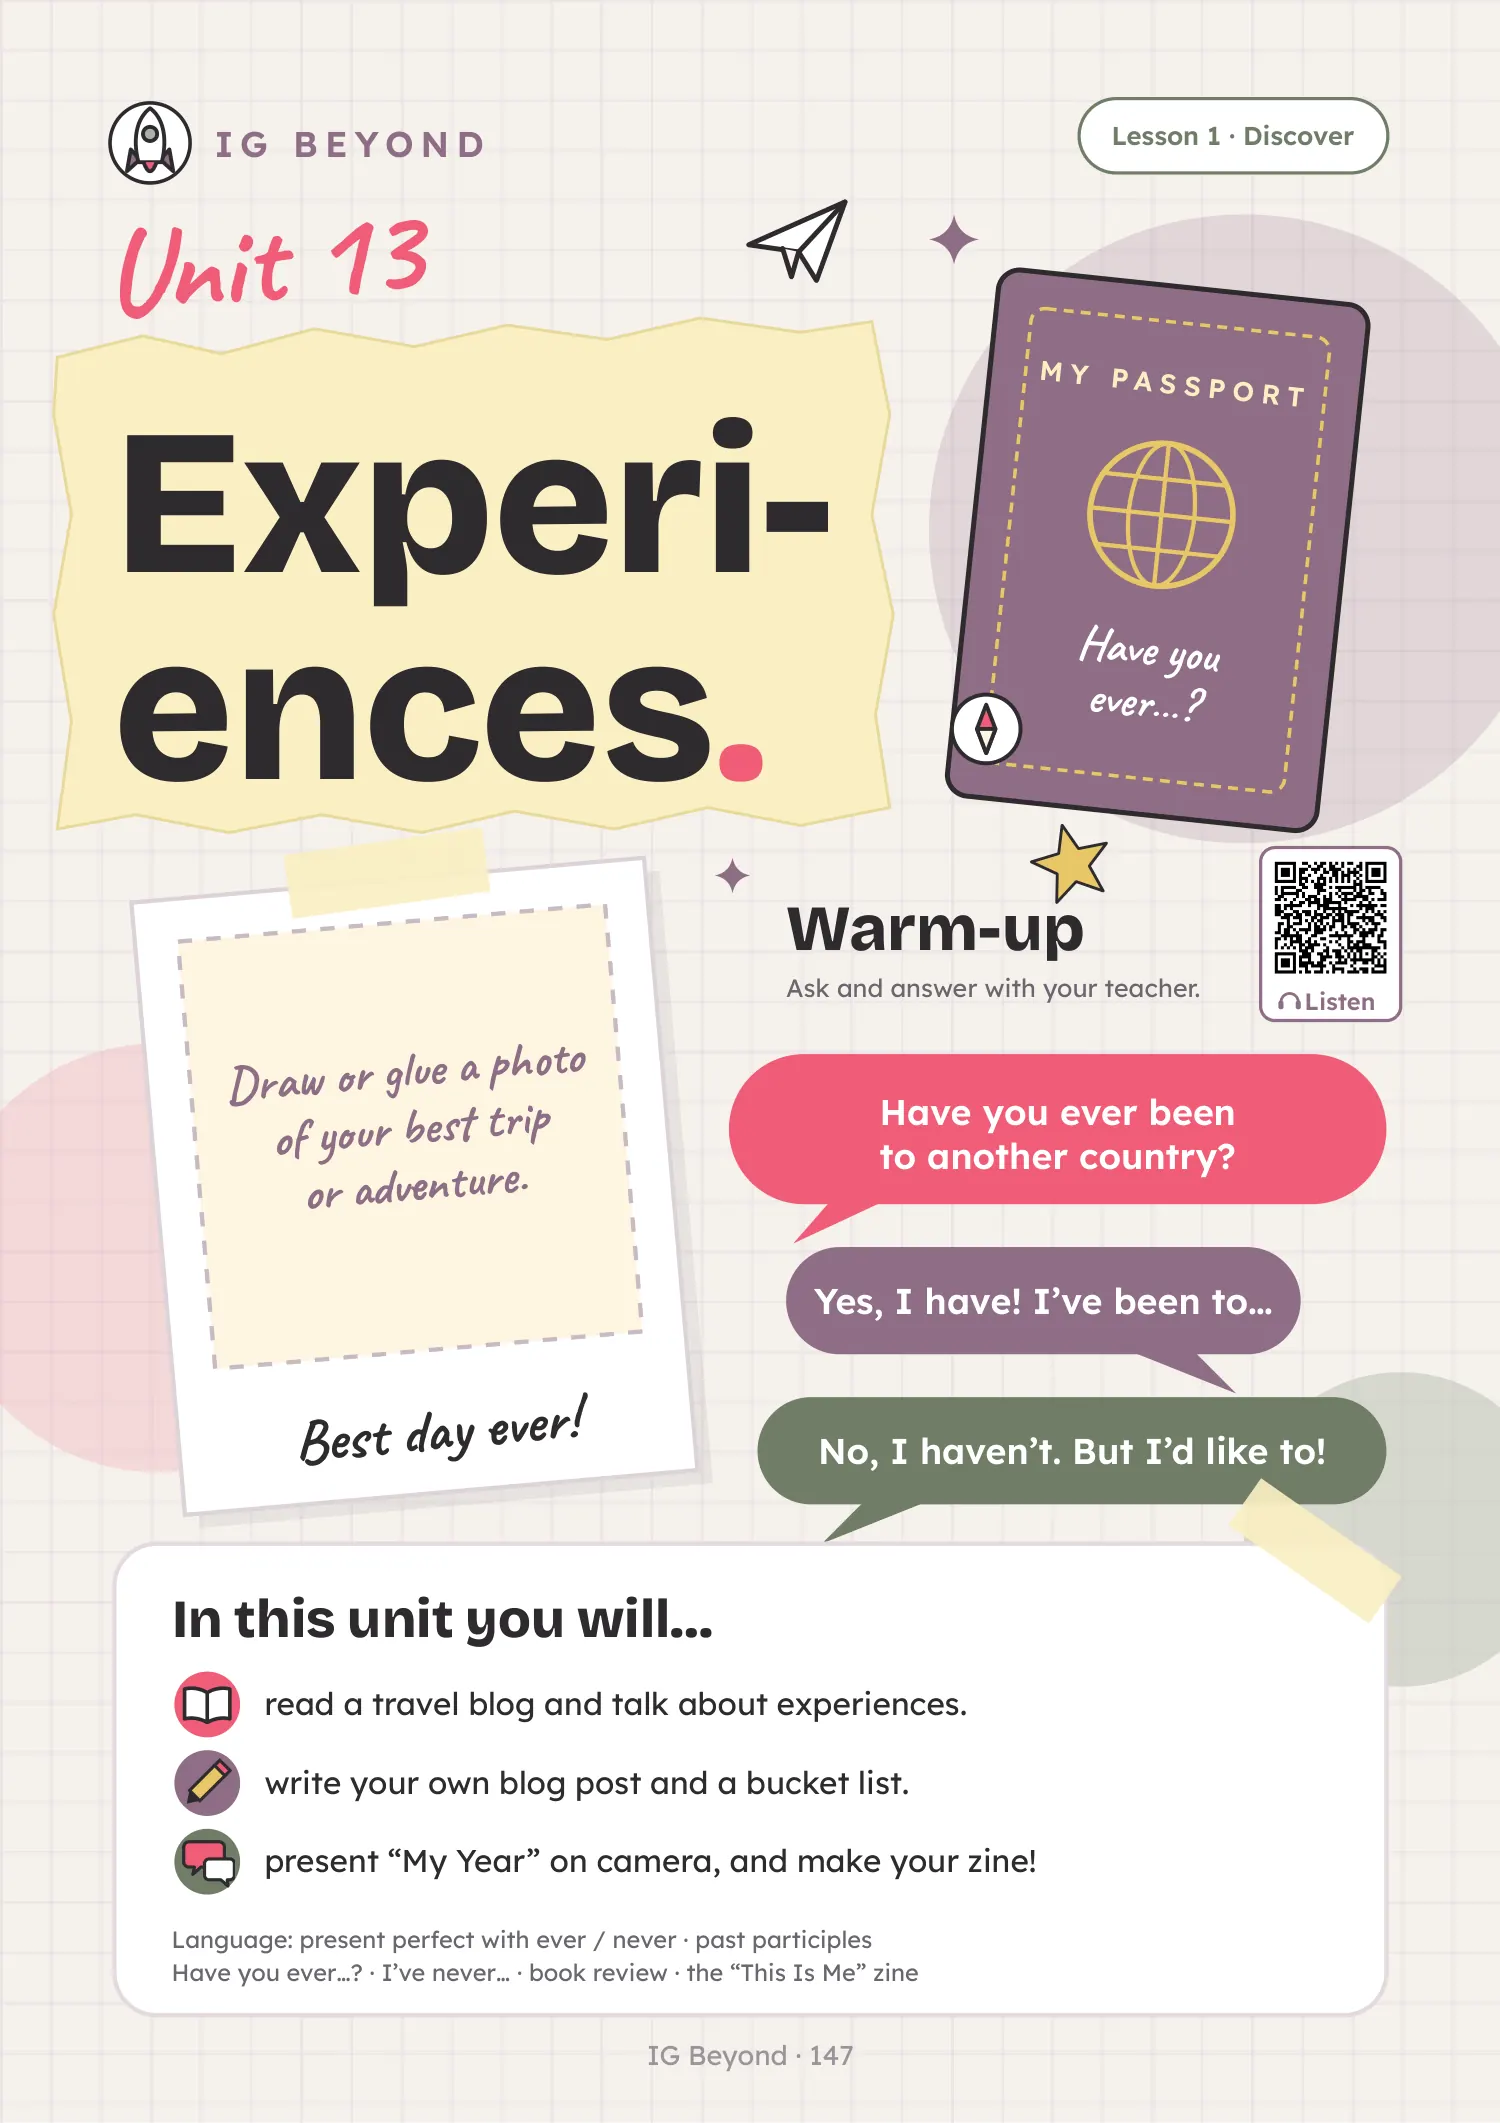 IG BEYOND
Lesson 1 · Discover
Unit 13
Experi-
ences.
MY PASSPORT
Have you
ever...?
Draw or glue a photo
of your best trip
or adventure.
Best day ever!
Warm-up
Ask and answer with your teacher.
Listen
Have you ever been
to another country?
Yes, I have! I’ve been to...
No, I haven’t. But I’d like to!
In this unit you will...
read a travel blog and talk about experiences.
write your own blog post and a bucket list.
present “My Year” on camera, and make your zine!
Language: present perfect with ever / never · past participles
Have you ever...? · I’ve never... · book review · the “This Is Me” zine
IG Beyond · 147